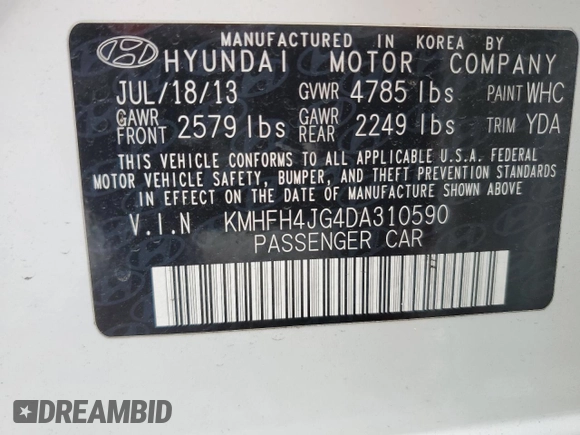 MANUFACTURED IN KOREA BY
HYUNDAI MOTOR COMPANY
JUL/18/13 GVWR 4785 lbs PAINT WHC
GAWR FRONT 2579 lbs GAWR REAR 2249 lbs TRIM YDA
THIS VEHICLE CONFORMS TO ALL APPLICABLE U.S.A. FEDERAL
MOTOR VEHICLE SAFETY, BUMPER, AND THEFT PREVENTION STANDARDS
IN EFFECT ON THE DATE OF MANUFACTURE SHOWN ABOVE
V.I.N KMHFH4JG4DA310590
PASSENGER CAR
DREAMBID